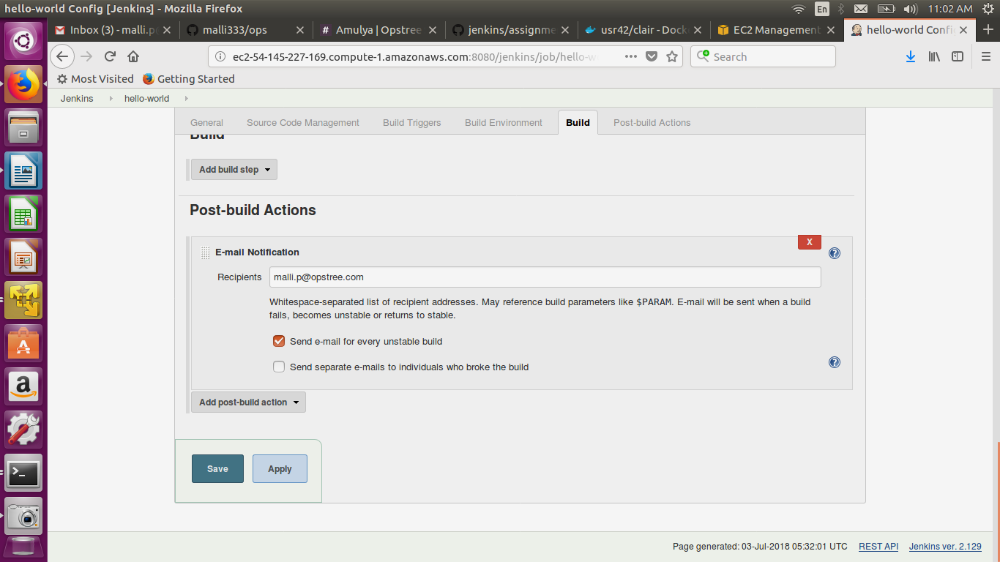 hello-world Config [Jenkins] - Mozilla Firefox
En
11:02 AM
Inbox (3) - malli.p
malli333/ops
# Amulya | Opstree
jenkins/assignme
usr42/clair - Dock
EC2 Management
hello-world Confi
ec2-54-145-227-169.compute-1.amazonaws.com:8080/jenkins/job/hello-w
Search
Most Visited
Getting Started
Jenkins
hello-world
General
Source Code Management
Build Triggers
Build Environment
Build
Post-build Actions
Build
Add build step
Post-build Actions
X
E-mail Notification
?
Recipients
malli.p@opstree.com
Whitespace-separated list of recipient addresses. May reference build parameters like $PARAM. E-mail will be sent when a build
fails, becomes unstable or returns to stable.
Send e-mail for every unstable build
Send separate e-mails to individuals who broke the build
?
Add post-build action
Save
Apply
Page generated: 03-Jul-2018 05:32:01 UTC
REST API
Jenkins ver. 2.129